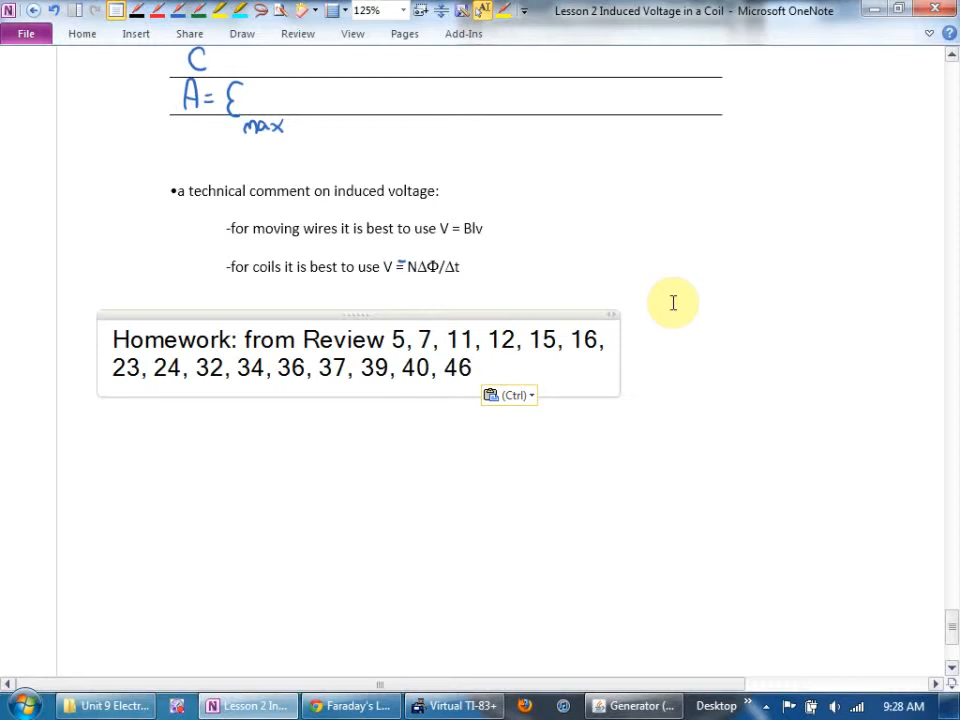 125%
Lesson 2 Induced Voltage in a Coil - Microsoft OneNote
File Home Insert Share Draw Review View Pages Add-Ins
C
A = ε
max
•a technical comment on induced voltage:
-for moving wires it is best to use V = Blv
-for coils it is best to use V = -NΔΦ/Δt
Homework: from Review 5, 7, 11, 12, 15, 16,
23, 24, 32, 34, 36, 37, 39, 40, 46
(Ctrl)
Unit 9 Electr... Lesson 2 In... Faraday's L... Virtual TI-83+ Generator (... Desktop 9:28 AM